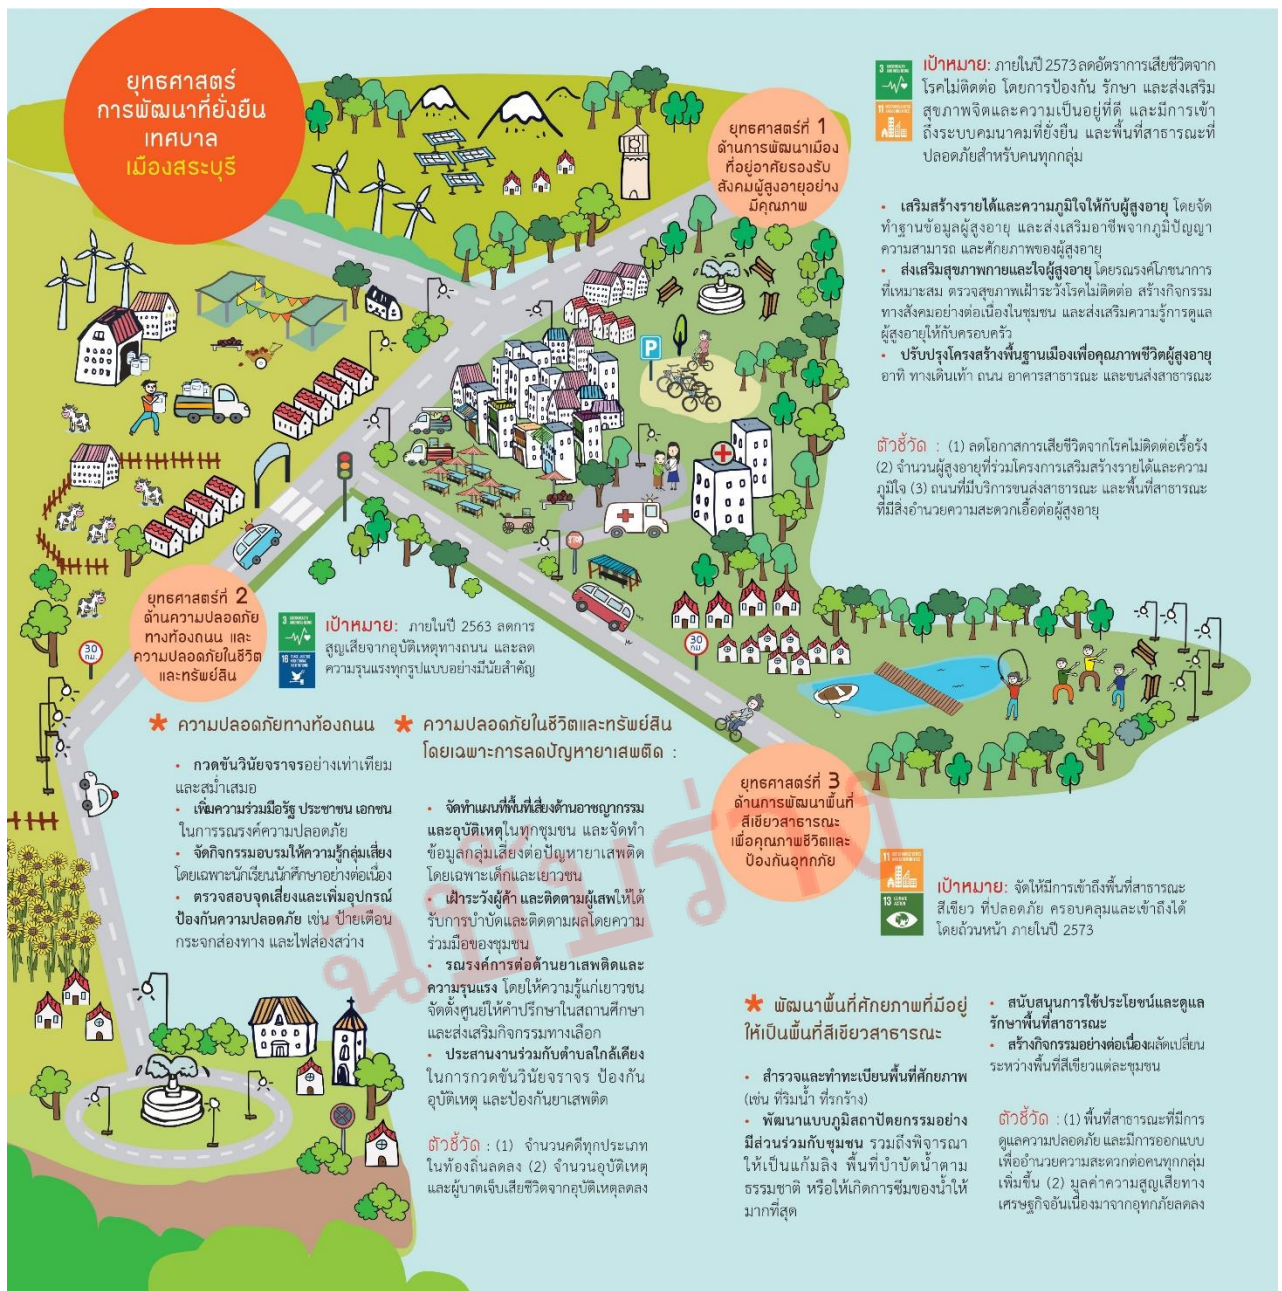 ยุทธศาสตร์
การพัฒนาที่ยั่งยืน
เทศบาล
เมืองสระบุรี
ยุทธศาสตร์ที่ 1
ด้านการพัฒนาเมือง
ที่อยู่อาศัยรองรับ
สังคมผู้สูงอายุอย่าง
มีคุณภาพ
เป้าหมาย: ภายในปี 2573 ลดอัตราการเสียชีวิตจาก
โรคไม่ติดต่อ โดยการป้องกัน รักษา และส่งเสริม
สุขภาพจิตและความเป็นอยู่ที่ดี และมีการเข้า
ถึงระบบคมนาคมที่ยั่งยืน และพื้นที่สาธารณะที่
ปลอดภัยสำหรับคนทุกกลุ่ม
3
11
• เสริมสร้างรายได้และความภูมิใจให้กับผู้สูงอายุ โดยจัด
ทำฐานข้อมูลผู้สูงอายุ และส่งเสริมอาชีพจากภูมิปัญญา
ความสามารถ และศักยภาพของผู้สูงอายุ
• ส่งเสริมสุขภาพกายและใจผู้สูงอายุ โดยรณรงค์โภชนาการ
ที่เหมาะสม ตรวจสุขภาพเฝ้าระวังโรคไม่ติดต่อ สร้างกิจกรรม
ทางสังคมอย่างต่อเนื่องในชุมชน และส่งเสริมความรู้การดูแล
ผู้สูงอายุให้กับครอบครัว
• ปรับปรุงโครงสร้างพื้นฐานเมืองเพื่อคุณภาพชีวิตผู้สูงอายุ
อาทิ ทางเดินเท้า ถนน อาคารสาธารณะ และขนส่งสาธารณะ
ตัวชี้วัด : (1) ลดโอกาสการเสียชีวิตจากโรคไม่ติดต่อเรื้อรัง
(2) จำนวนผู้สูงอายุที่ร่วมโครงการเสริมสร้างรายได้และความ
ภูมิใจ (3) ถนนที่มีบริการขนส่งสาธารณะ และพื้นที่สาธารณะ
ที่มีสิ่งอำนวยความสะดวกเอื้อต่อผู้สูงอายุ
P
STOP
30
กม.
30
กม.
ยุทธศาสตร์ที่ 2
ด้านความปลอดภัย
ทางท้องถนน และ
ความปลอดภัยในชีวิต
และทรัพย์สิน
3
16
เป้าหมาย: ภายในปี 2563 ลดการ
สูญเสียจากอุบัติเหตุทางถนน และลด
ความรุนแรงทุกรูปแบบอย่างมีนัยสำคัญ
* ความปลอดภัยทางท้องถนน
• กวดขันวินัยจราจรอย่างเท่าเทียม
และสม่ำเสมอ
• เพิ่มความร่วมมือรัฐ ประชาชน เอกชน
ในการรณรงค์ความปลอดภัย
• จัดกิจกรรมอบรมให้ความรู้กลุ่มเสี่ยง
โดยเฉพาะนักเรียนนักศึกษาอย่างต่อเนื่อง
• ตรวจสอบจุดเสี่ยงและเพิ่มอุปกรณ์
ป้องกันความปลอดภัย เช่น ป้ายเตือน
กระจกส่องทาง และไฟส่องสว่าง
* ความปลอดภัยในชีวิตและทรัพย์สิน
โดยเฉพาะการลดปัญหายาเสพติด :
• จัดทำแผนที่พื้นที่เสี่ยงด้านอาชญากรรม
และอุบัติเหตุในทุกชุมชน และจัดทำ
ข้อมูลกลุ่มเสี่ยงต่อปัญหายาเสพติด
โดยเฉพาะเด็กและเยาวชน
• เฝ้าระวังผู้ค้า และติดตามผู้เสพให้ได้
รับการบำบัดและติดตามผลโดยความ
ร่วมมือของชุมชน
• รณรงค์การต่อต้านยาเสพติดและ
ความรุนแรง โดยให้ความรู้แก่เยาวชน
จัดตั้งศูนย์ให้คำปรึกษาในสถานศึกษา
และส่งเสริมกิจกรรมทางเลือก
• ประสานงานร่วมกับตำบลใกล้เคียง
ในการกวดขันวินัยจราจร ป้องกัน
อุบัติเหตุ และป้องกันยาเสพติด
ตัวชี้วัด : (1) จำนวนคดีทุกประเภท
ในท้องถิ่นลดลง (2) จำนวนอุบัติเหตุ
และผู้บาดเจ็บเสียชีวิตจากอุบัติเหตุลดลง
ยุทธศาสตร์ที่ 3
ด้านการพัฒนาพื้นที่
สีเขียวสาธารณะ
เพื่อคุณภาพชีวิตและ
ป้องกันอุทกภัย
11
13 CLIMATE ACTION
เป้าหมาย: จัดให้มีการเข้าถึงพื้นที่สาธารณะ
สีเขียว ที่ปลอดภัย ครอบคลุมและเข้าถึงได้
โดยถ้วนหน้า ภายในปี 2573
* พัฒนาพื้นที่ศักยภาพที่มีอยู่
ให้เป็นพื้นที่สีเขียวสาธารณะ
• สำรวจและทำทะเบียนพื้นที่ศักยภาพ
(เช่น ที่ริมน้ำ ที่รกร้าง)
• พัฒนาแบบภูมิสถาปัตยกรรมอย่าง
มีส่วนร่วมกับชุมชน รวมถึงพิจารณา
ให้เป็นแก้มลิง พื้นที่บำบัดน้ำตาม
ธรรมชาติ หรือให้เกิดการซึมของน้ำให้
มากที่สุด
• สนับสนุนการใช้ประโยชน์และดูแล
รักษาพื้นที่สาธารณะ
• สร้างกิจกรรมอย่างต่อเนื่องผลัดเปลี่ยน
ระหว่างพื้นที่สีเขียวแต่ละชุมชน
ตัวชี้วัด : (1) พื้นที่สาธารณะที่มีการ
ดูแลความปลอดภัย และมีการออกแบบ
เพื่ออำนวยความสะดวกต่อคนทุกกลุ่ม
เพิ่มขึ้น (2) มูลค่าความสูญเสียทาง
เศรษฐกิจอันเนื่องมาจากอุทกภัยลดลง
ฉบับร่าง